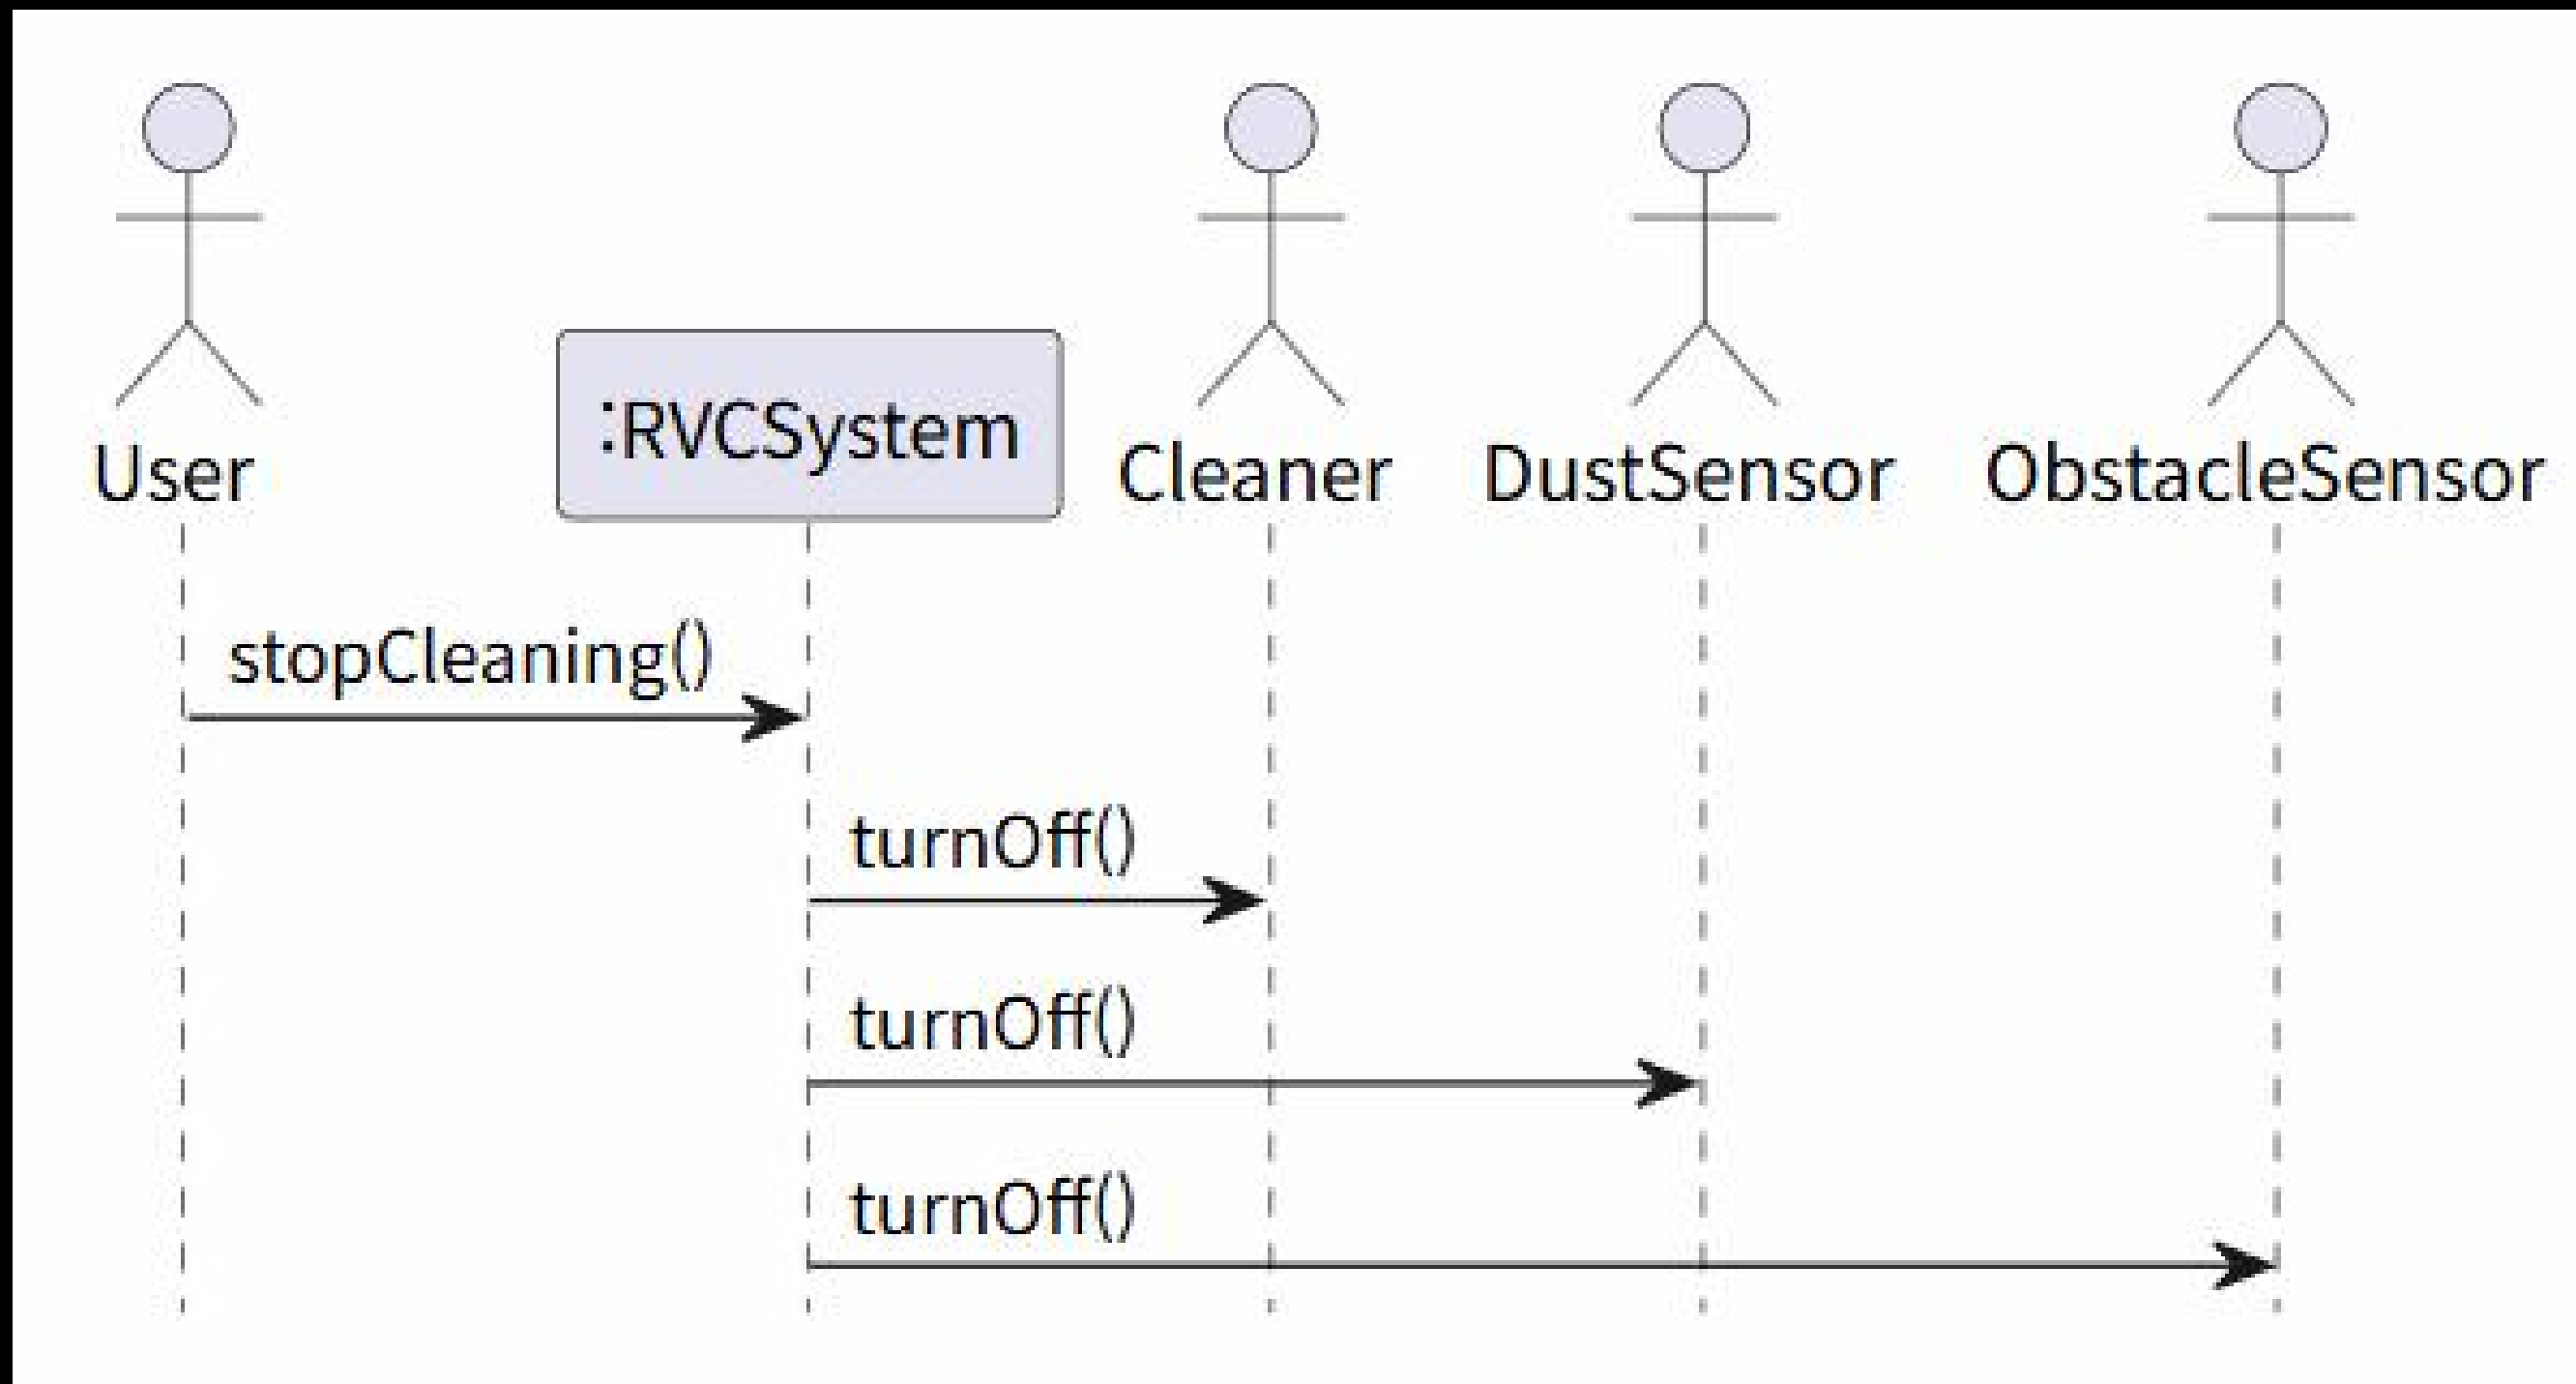 User
:RVCSystem
Cleaner
DustSensor
ObstacleSensor
stopCleaning()
turnOff()
turnOff()
turnOff()